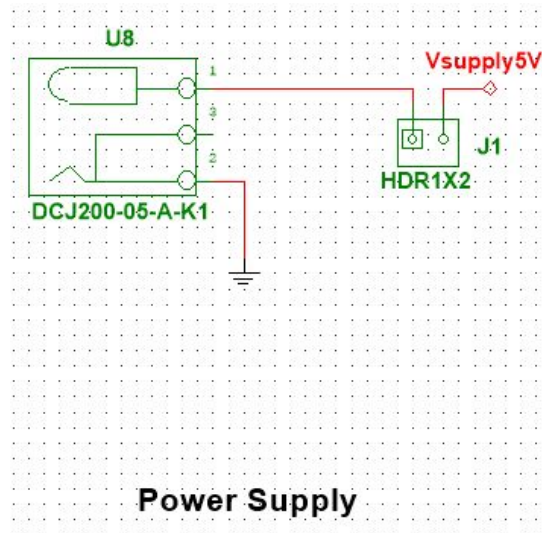 U8
Vsupply5V
1
3
2
J1
HDR1X2
DCJ200-05-A-K1
Power Supply